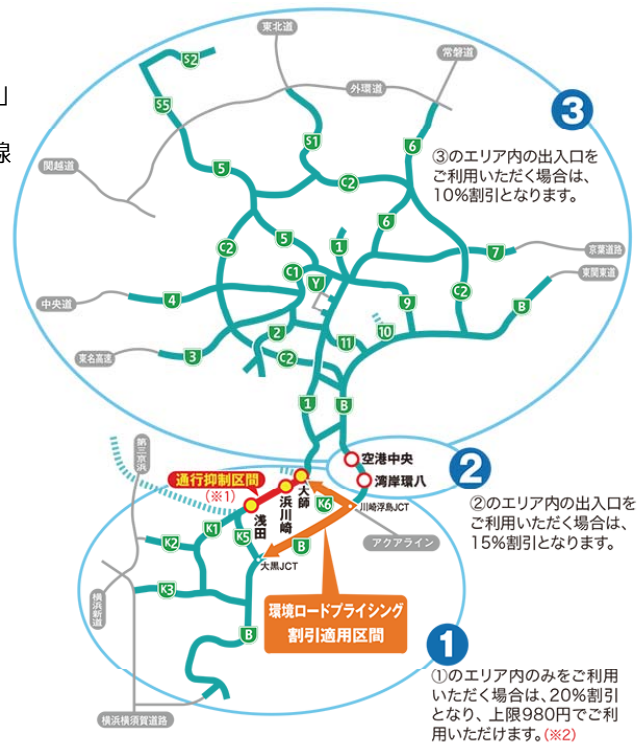 」
線
東北道
常磐道
外環道
関越道
S2
S5
S1
6
5
C2
3
③のエリア内の出入口を
ご利用いただく場合は、
10%割引となります。
6
5
1
7
京葉道路
東関東道
C2
C1
Y
中央道
4
9
C2
B
2
11
10
東名高速
3
C2
1
B
第三京浜
通行抑制区間
(※1)
大師
浜川崎
浅田
K6
空港中央
湾岸環八
2
②のエリア内の出入口を
ご利用いただく場合は、
15%割引となります。
川崎浮島JCT
アクアライン
K1
K2
K5
B
大黒JCT
K3
横浜新道
B
環境ロードプライシング
割引適用区間
1
①のエリア内のみをご利用
いただく場合は、20%割引
となり、上限980円でご利
用いただけます。(※2)
横浜横須賀道路